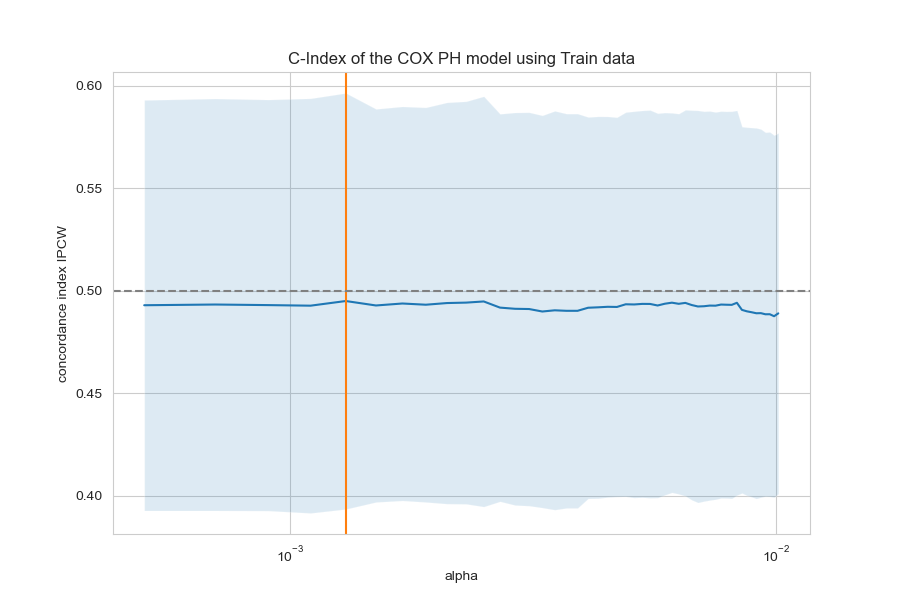 C-Index of the COX PH model using Train data
concordance index IPCW
0.60
0.55
0.50
0.45
0.40
10⁻³
10⁻²
alpha